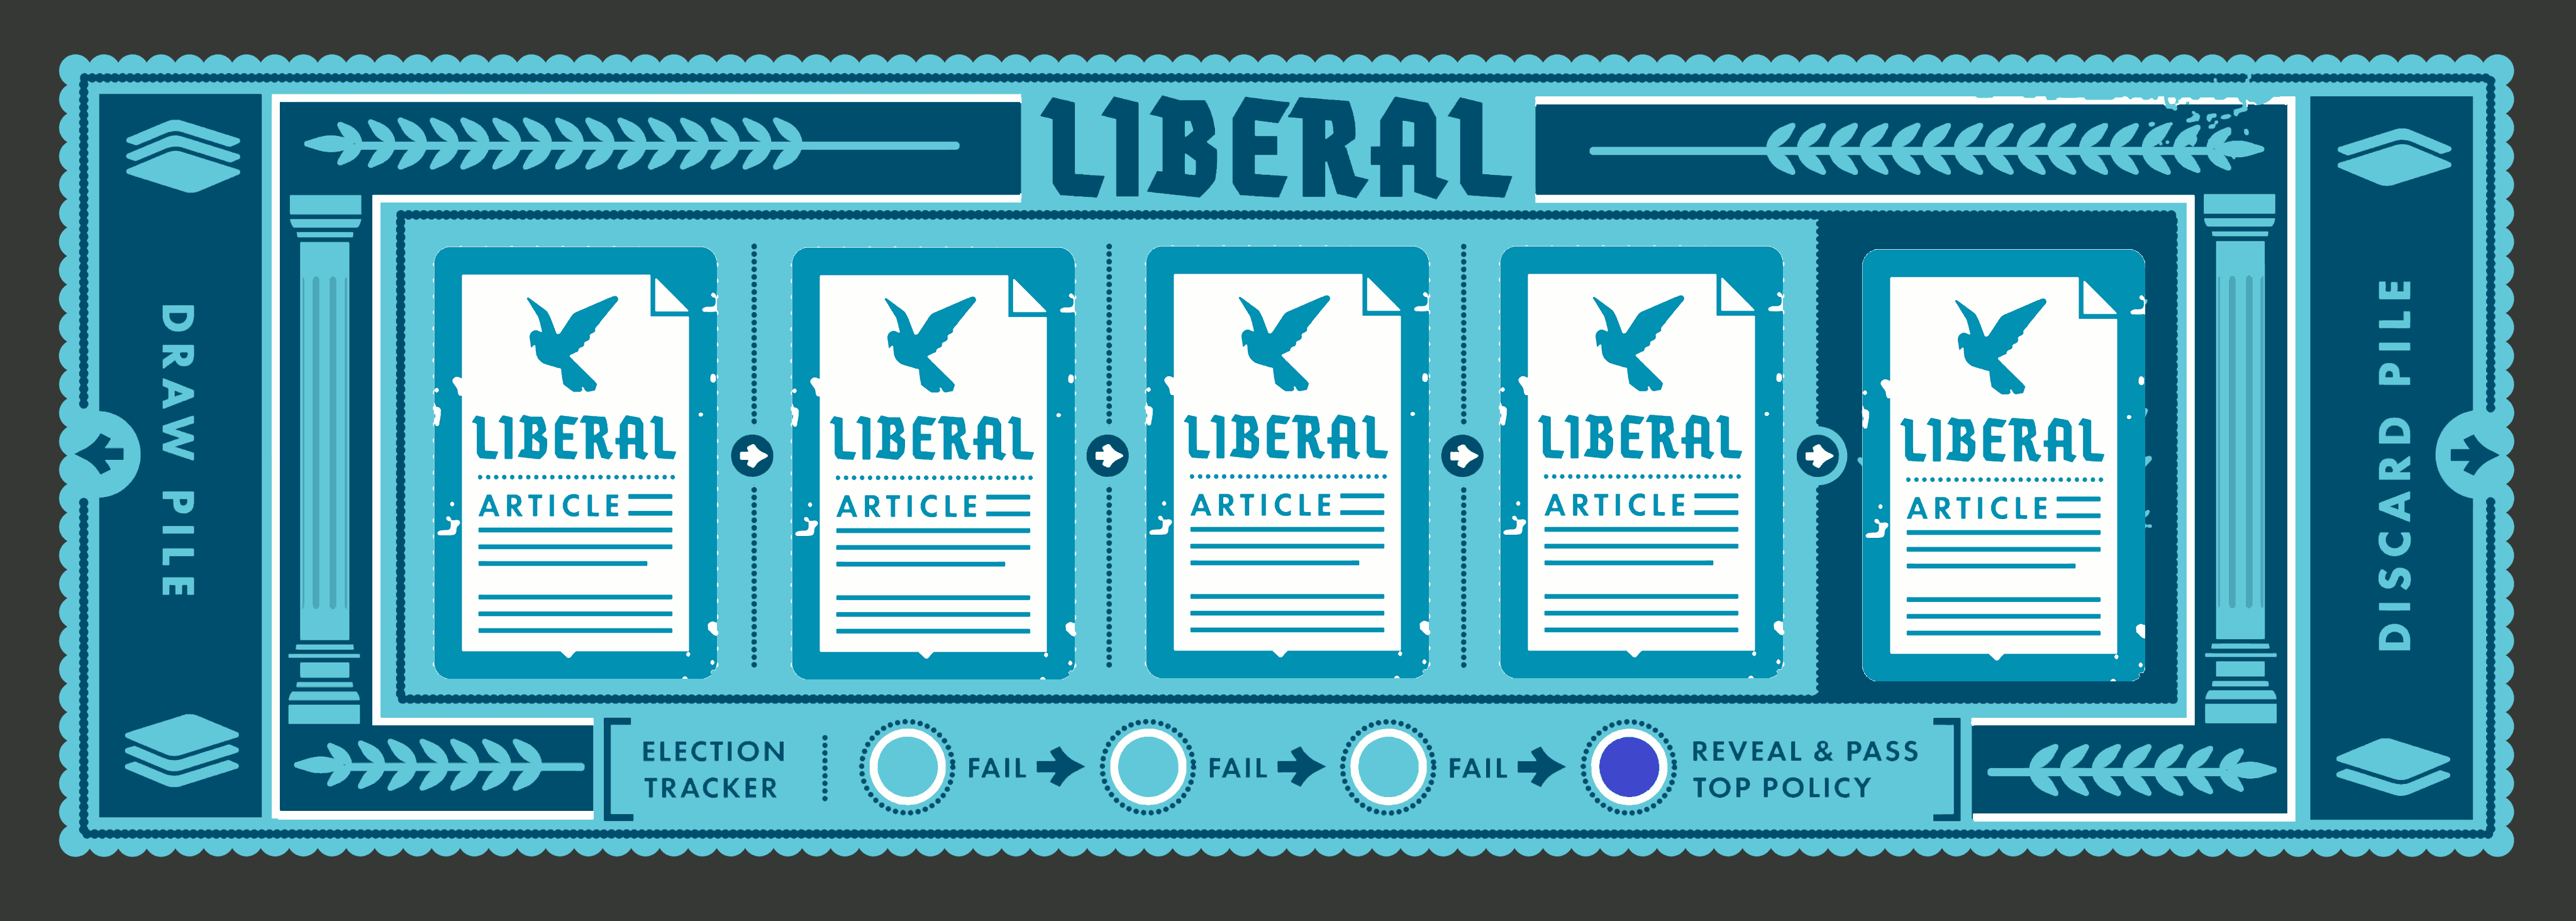 LIBERAL
DRAW PILE
LIBERAL
ARTICLE
LIBERAL
ARTICLE
LIBERAL
ARTICLE
LIBERAL
ARTICLE
LIBERAL
ARTICLE
DISCARD PILE
ELECTION
TRACKER
FAIL
FAIL
FAIL
REVEAL & PASS
TOP POLICY